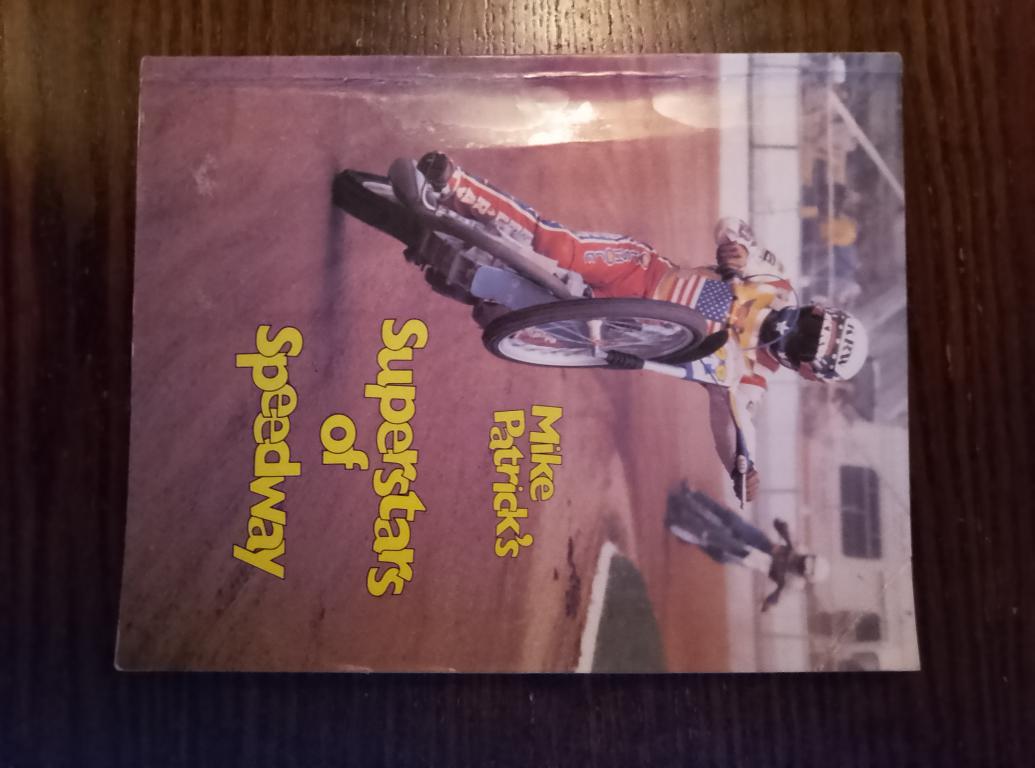 Mike
Patrick's
Superstars
of
Speedway